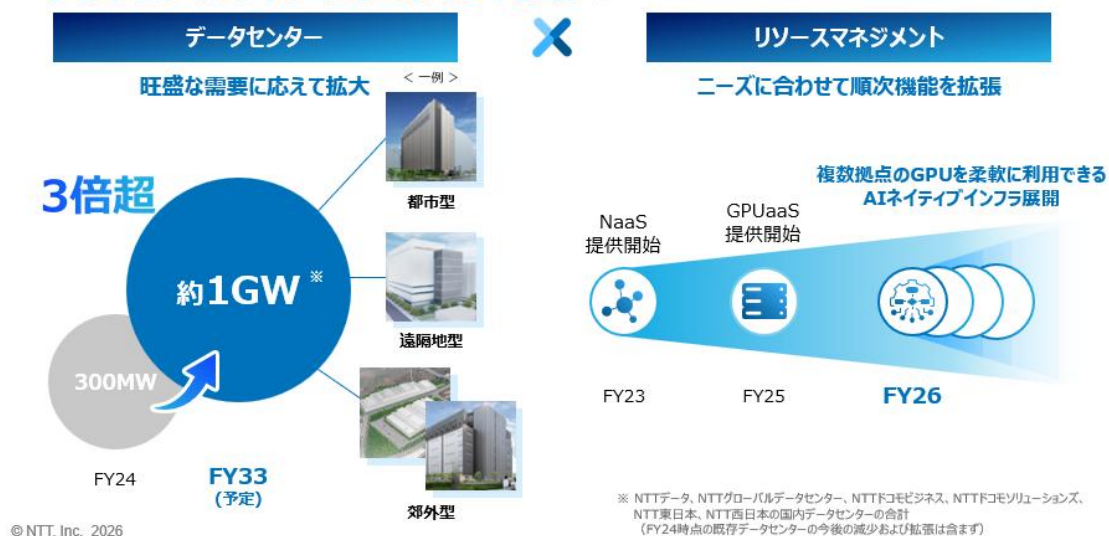 データセンター
旺盛な需要に応えて拡大
＜一例＞
3倍超
約1GW ※
300MW
FY24
FY33
(予定)
都市型
遠隔地型
郊外型
リソースマネジメント
ニーズに合わせて順次機能を拡張
複数拠点のGPUを柔軟に利用できる
AIネイティブインフラ展開
NaaS
提供開始
GPUaaS
提供開始
FY23
FY25
FY26
※ NTTデータ、NTTグローバルデータセンター、NTTドコモビジネス、NTTドコモソリューションズ、
NTT東日本、NTT西日本の国内データセンターの合計
（FY24時点の既存データセンターの今後の減少および拡張は含まず）
© NTT, Inc. 2026